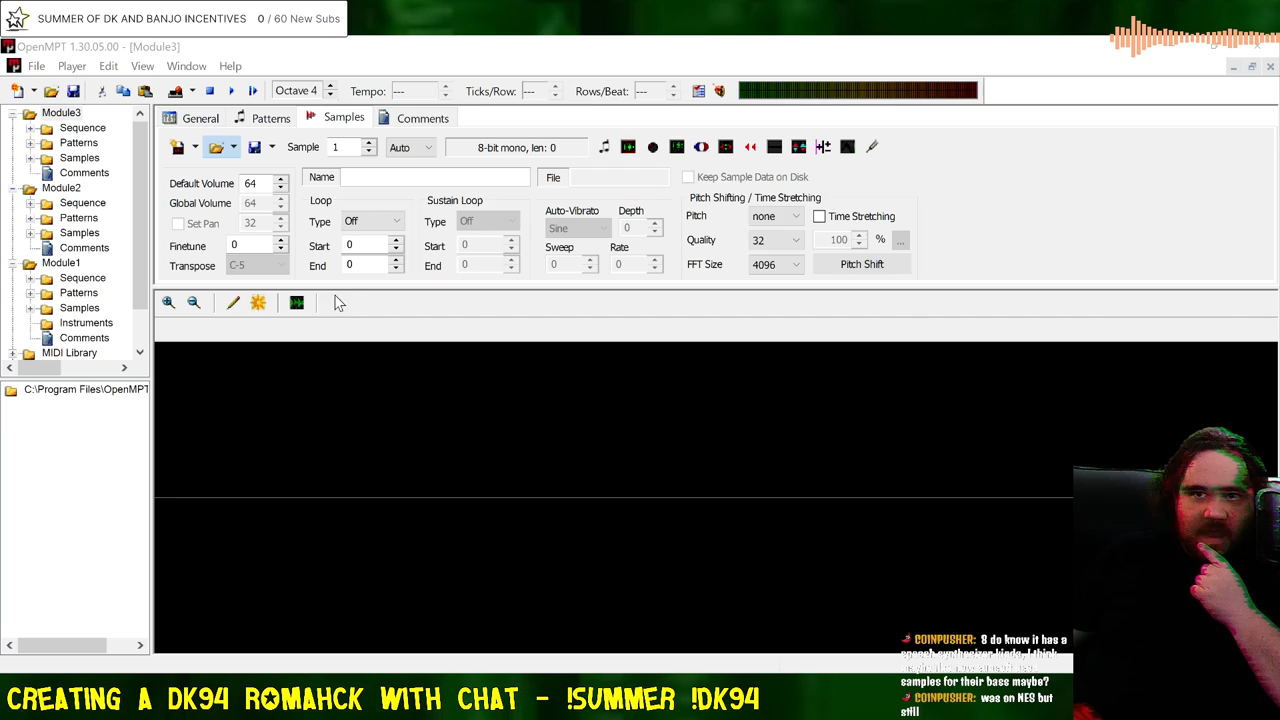 SUMMER OF DK AND BANJO INCENTIVES 0 / 60 New Subs
OpenMPT 1.30.05.00 - [Module3]
File Player Edit View Window Help
Octave 4 Tempo: --- Ticks/Row: --- Rows/Beat: ---
Module3
Sequence
Patterns
Samples
Comments
Module2
Sequence
Patterns
Samples
Comments
Module1
Sequence
Patterns
Samples
Instruments
Comments
MIDI Library
C:\Program Files\OpenMPT
General Patterns Samples Comments
Sample 1 Auto 8-bit mono, len: 0
Default Volume 64
Global Volume 64
Set Pan 32
Finetune 0
Transpose C-5
Name
Loop
Type Off
Start 0
End 0
Sustain Loop
Type Off
Start 0
End 0
File
Auto-Vibrato Depth
Sine 0
Sweep Rate
0 0
Keep Sample Data on Disk
Pitch Shifting / Time Stretching
Pitch none Time Stretching
Quality 32 100 % ...
FFT Size 4096 Pitch Shift
COINPUSHER: 8 do know it has a
speech synthesizer kinda, I think
samples for their bass maybe?
COINPUSHER: was on NES but
still
CREATING A DK94 ROMAHCK WITH CHAT - !SUMMER !DK94